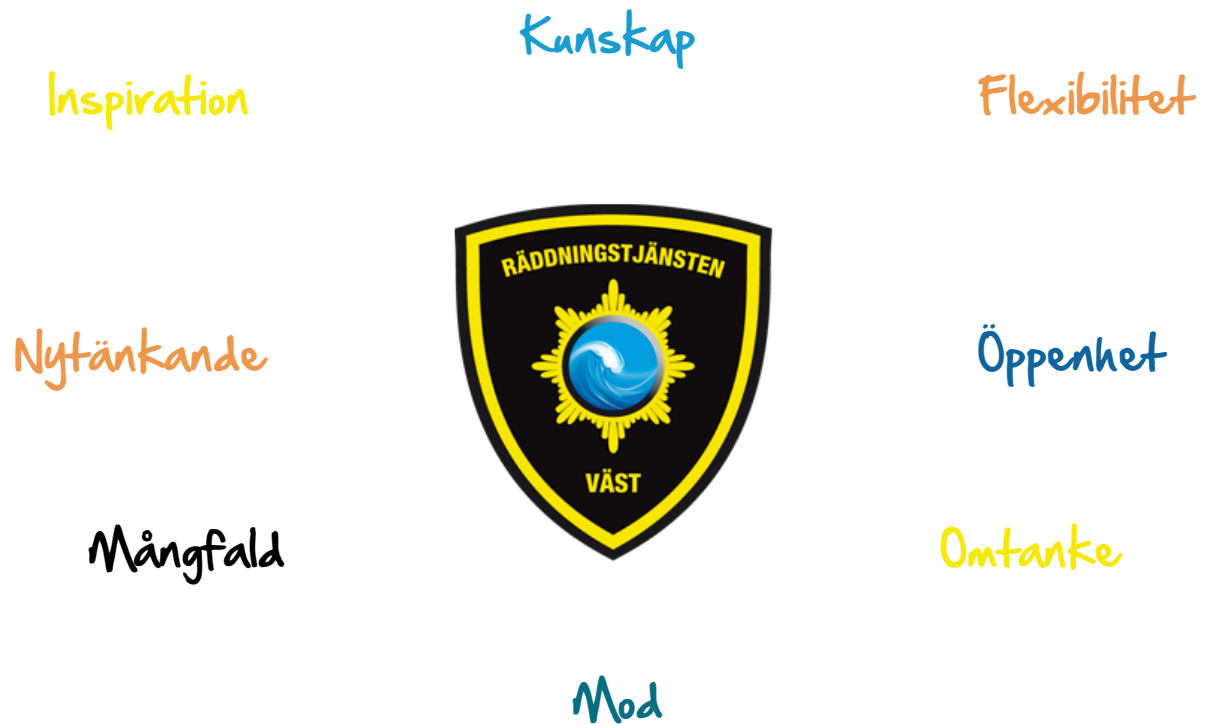 Kunskap
Inspiration
Flexibilitet
RÄDDNINGSTJÄNSTEN
Nytänkande
Öppenhet
VÄST
Mångfald
Omtanke
Mod